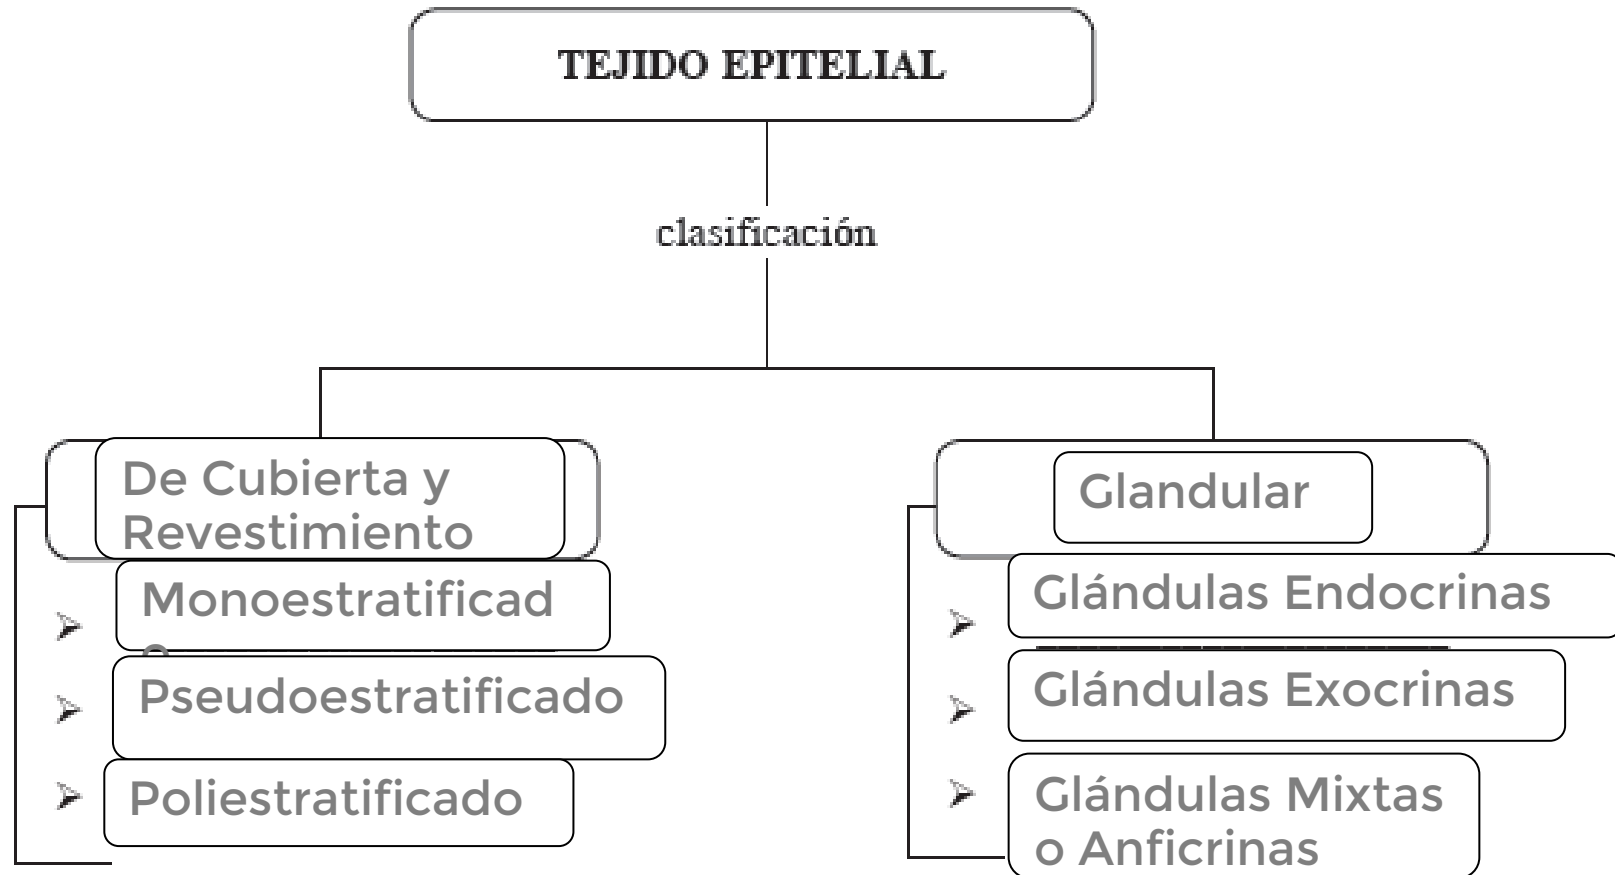 TEJIDO EPITELIAL
clasificación
De Cubierta y
Revestimiento
Monoestratificad
Pseudoestratificado
Poliestratificado
Glandular
Glándulas Endocrinas
Glándulas Exocrinas
Glándulas Mixtas
o Anficrinas